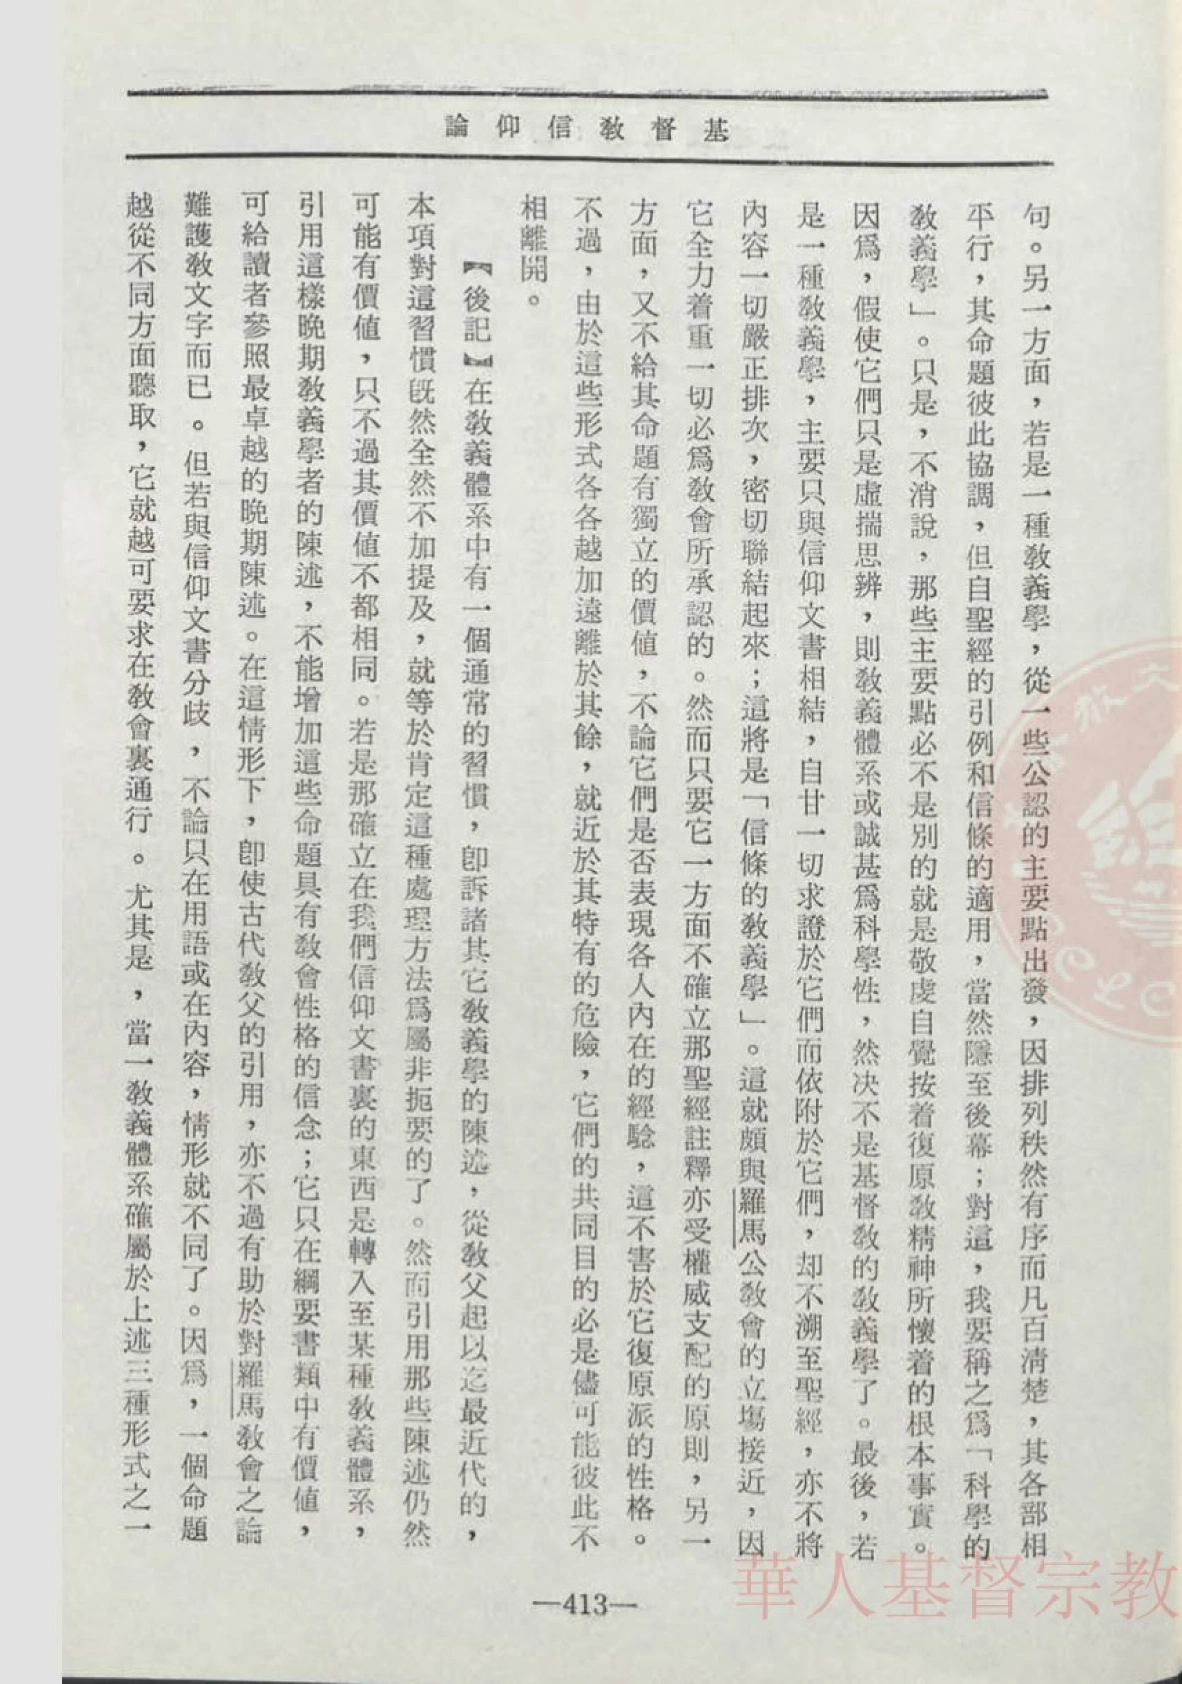 基督教信仰論
句。另一方面，若是一種教義學，從一些公認的主要點出發，因排列秩然有序而凡百清楚，其各部相
平行，其命題彼此協調，但自聖經的引例和信條的適用，當然隱至後幕；對這，我要稱之爲「科學的
教義學」。只是，不消說，那些主要點必不是別的就是敬虔自覺按着復原教精神所懷着的根本事實。
因爲，假使它們只是虛揣思辨，則教義體系或誠甚爲科學性，然決不是基督教的教義學了。最後，若
是一種教義學，主要只與信仰文書相結，自甘一切求證於它們而依附於它們，却不溯至聖經，亦不將
內容一切嚴正排次，密切聯結起來；這將是「信條的教義學」。這就頗與羅馬公教會的立塲接近，因
它全力着重一切必爲教會所承認的。然而只要它一方面不確立那聖經註釋亦受權威支配的原則，另一
方面，又不給其命題有獨立的價值，不論它們是否表現各人內在的經驗，這不害於它復原派的性格。
不過，由於這些形式各各越加遠離於其餘，就近於其特有的危險，它們的共同目的必是儘可能彼此不
相離開。
【後記】在教義體系中有一個通常的習慣，卽訴諸其它教義學的陳述，從教父起以迄最近代的，
本項對這習慣旣然全然不加提及，就等於肯定這種處理方法爲屬非扼要的了。然而引用那些陳述仍然
可能有價値，只不過其價値不都相同。若是那確立在我們信仰文書裏的東西是轉入至某種教義體系，
引用這樣晚期教義學者的陳述，不能增加這些命題具有教會性格的信念；它只在綱要書類中有價値，
可給讀者參照最卓越的晚期陳述。在這情形下，卽使古代教父的引用，亦不過有助於對羅馬教會之論
難護教文字而已。但若與信仰文書分歧，不論只在用語或在內容，情形就不同了。因爲，一個命題
越從不同方面聽取，它就越可要求在教會裏通行。尤其是，當一教義體系確屬於上述三種形式之一
—413—
華人基督宗教